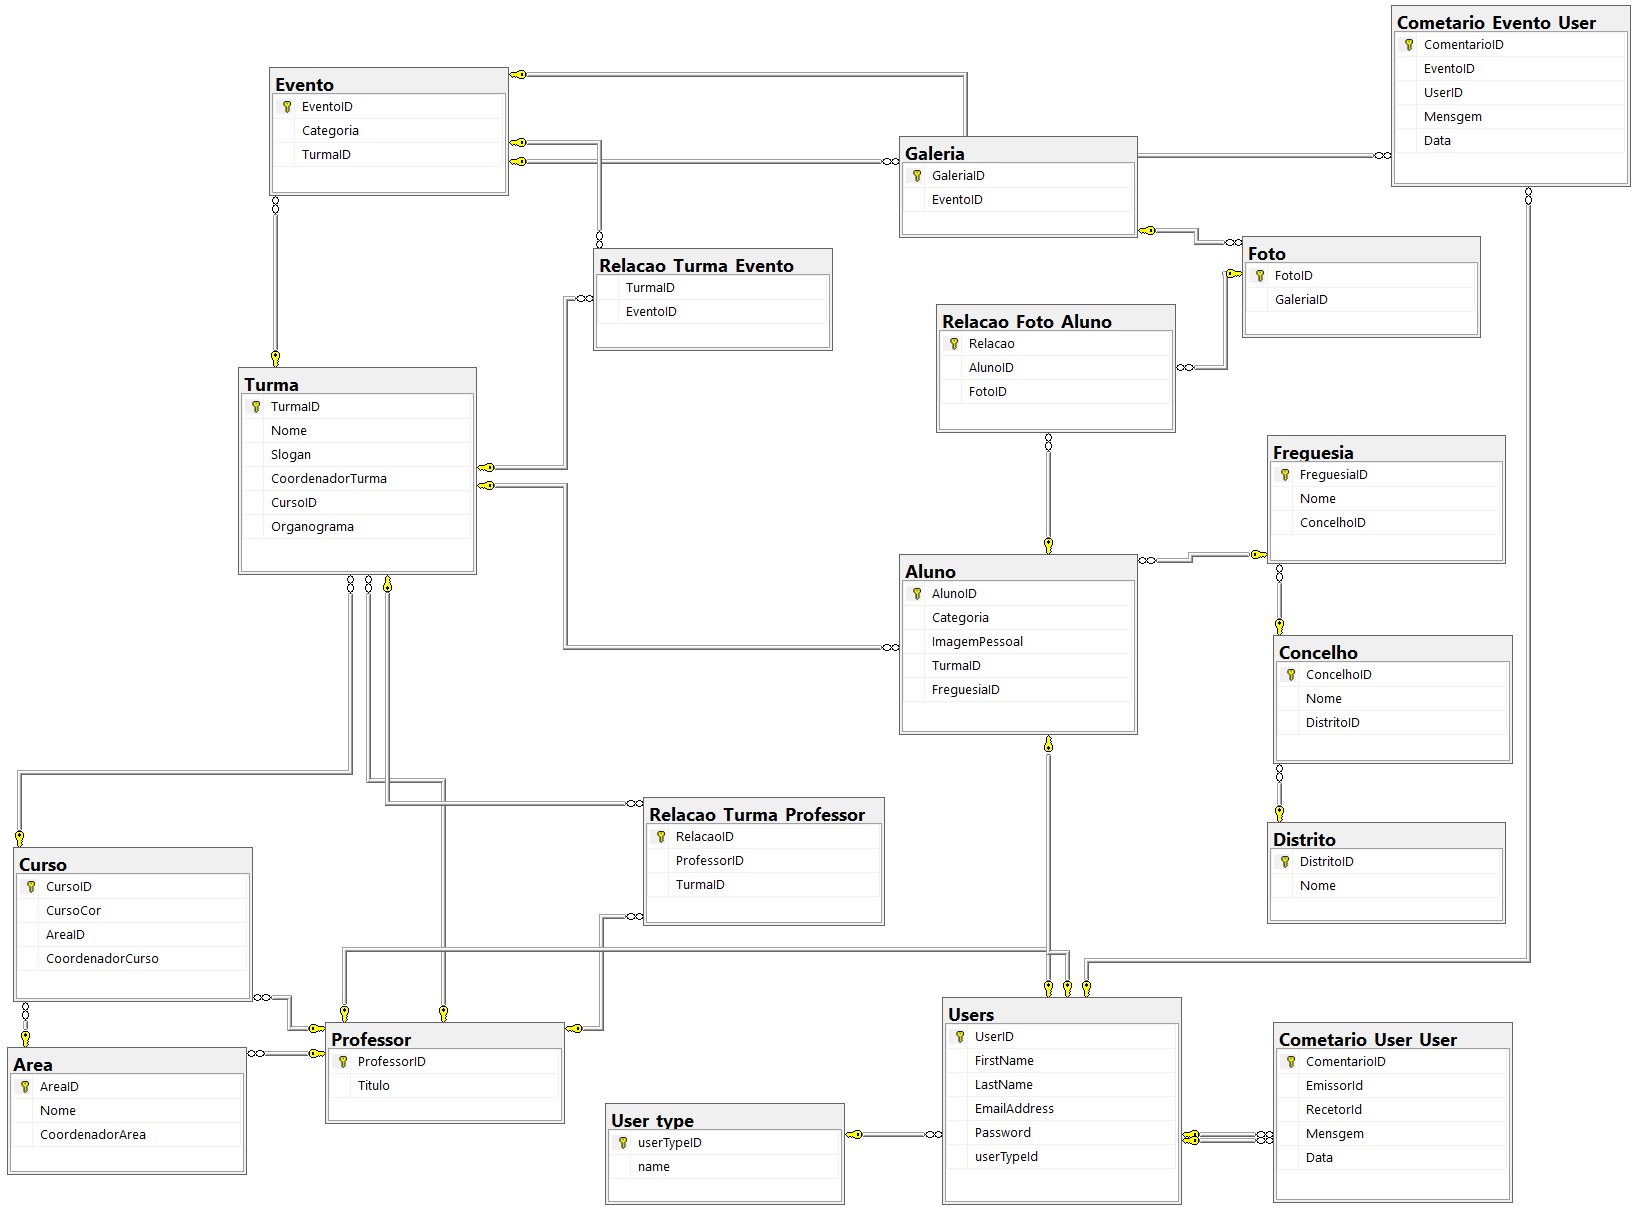 Cometario Evento User
ComentarioID
EventoID
UserID
Mensgem
Data
Evento
EventoID
Categoria
TurmaID
Galeria
GaleriaID
EventoID
Foto
FotoID
GaleriaID
Relacao Turma Evento
TurmaID
EventoID
Relacao Foto Aluno
Relacao
AlunoID
FotoID
Turma
TurmaID
Nome
Slogan
CoordenadorTurma
CursoID
Organograma
Freguesia
FreguesiaID
Nome
ConcelhoID
Aluno
AlunoID
Categoria
ImagemPessoal
TurmaID
FreguesiaID
Concelho
ConcelhoID
Nome
DistritoID
Relacao Turma Professor
RelacaoID
ProfessorID
TurmaID
Distrito
DistritoID
Nome
Curso
CursoID
CursoCor
AreaID
CoordenadorCurso
Area
AreaID
Nome
CoordenadorArea
Professor
ProfessorID
Titulo
Users
UserID
FirstName
LastName
EmailAddress
Password
userTypeId
Cometario User User
ComentarioID
EmissorId
RecetorId
Mensgem
Data
User type
userTypeID
name